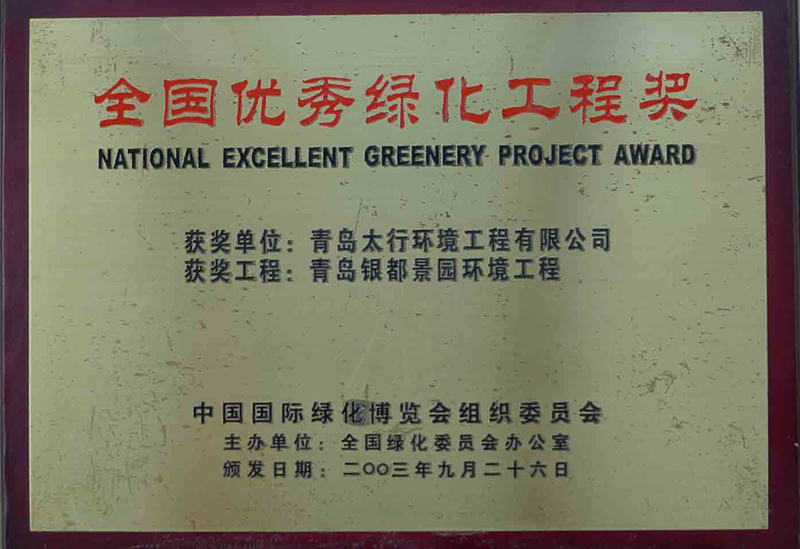 全国优秀绿化工程奖
NATIONAL EXCELLENT GREENERY PROJECT AWARD
获奖单位：青岛太行环境工程有限公司
获奖工程：青岛银都景园环境工程
中国国际绿化博览会组织委员会
主办单位：全国绿化委员会办公室
颁发日期：二〇〇三年九月二十六日